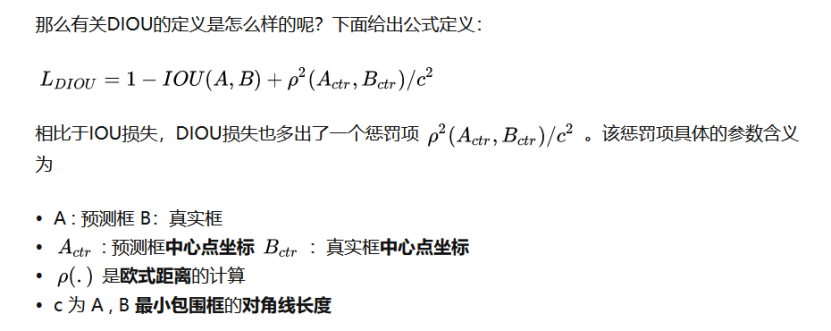 那么有关DIOU的定义是怎么样的呢？下面给出公式定义：
L_{DIOU} = 1 − IOU(A, B) + ρ²(A_{ctr}, B_{ctr})/c²
相比于IOU损失，DIOU损失也多出了一个惩罚项 ρ²(A_{ctr}, B_{ctr})/c² 。该惩罚项具体的参数含义
为
• A : 预测框 B：真实框
• A_{ctr} : 预测框中心点坐标 B_{ctr} ： 真实框中心点坐标
• ρ(.) 是欧式距离的计算
• c 为 A , B 最小包围框的对角线长度